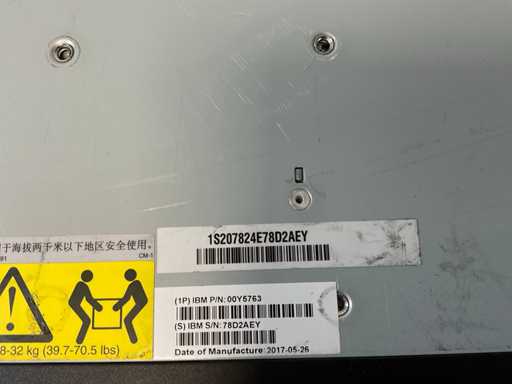 于海拔两千米以下地区安全使用。
CM-1
1S207824E78D2AEY
(1P) IBM P/N: 00Y5763
(S) IBM S/N: 78D2AEY
Date of Manufacture: 2017-05-26
8-32 kg (39.7-70.5 lbs)